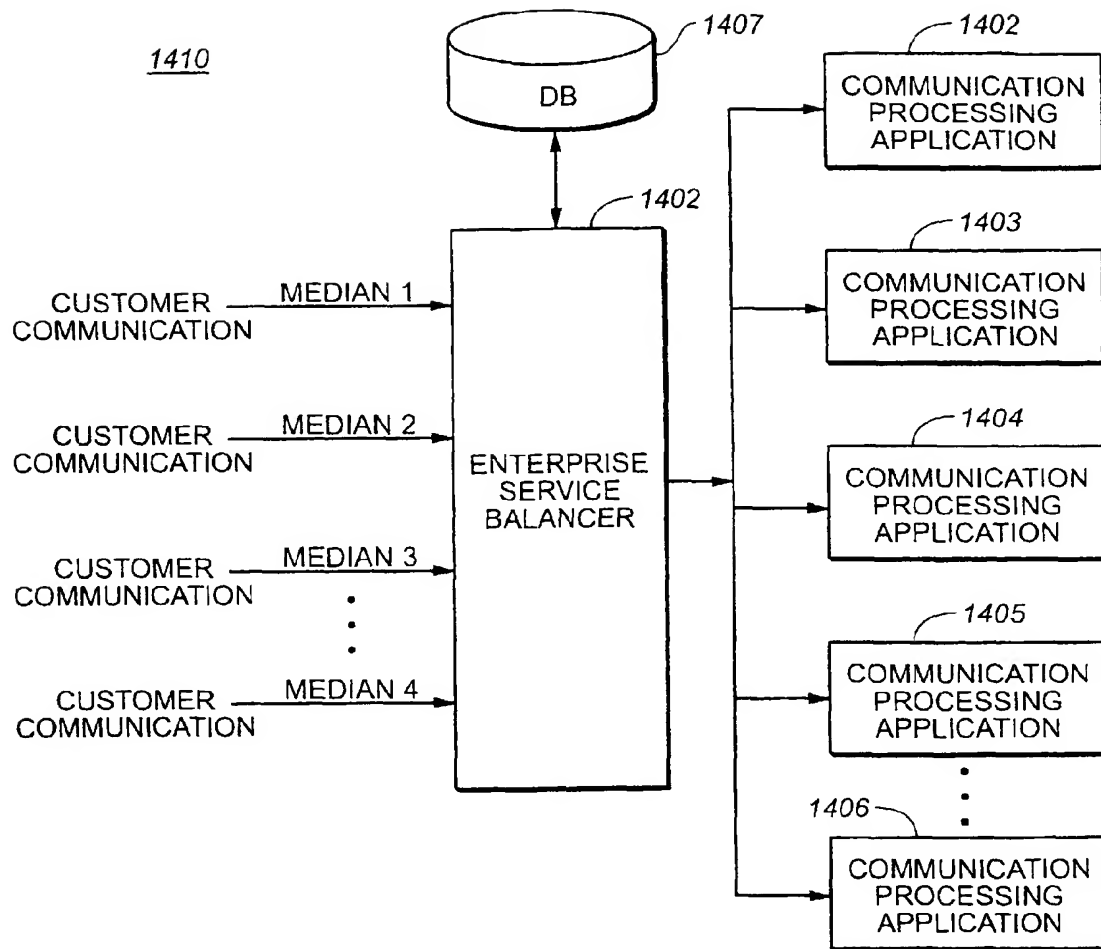 1410
1407
DB
1402
COMMUNICATION
PROCESSING
APPLICATION
1402
1403
COMMUNICATION
PROCESSING
APPLICATION
CUSTOMER
COMMUNICATION
MEDIAN 1
CUSTOMER
COMMUNICATION
MEDIAN 2
ENTERPRISE
SERVICE
BALANCER
1404
COMMUNICATION
PROCESSING
APPLICATION
CUSTOMER
COMMUNICATION
MEDIAN 3
1405
COMMUNICATION
PROCESSING
APPLICATION
CUSTOMER
COMMUNICATION
MEDIAN 4
1406
COMMUNICATION
PROCESSING
APPLICATION